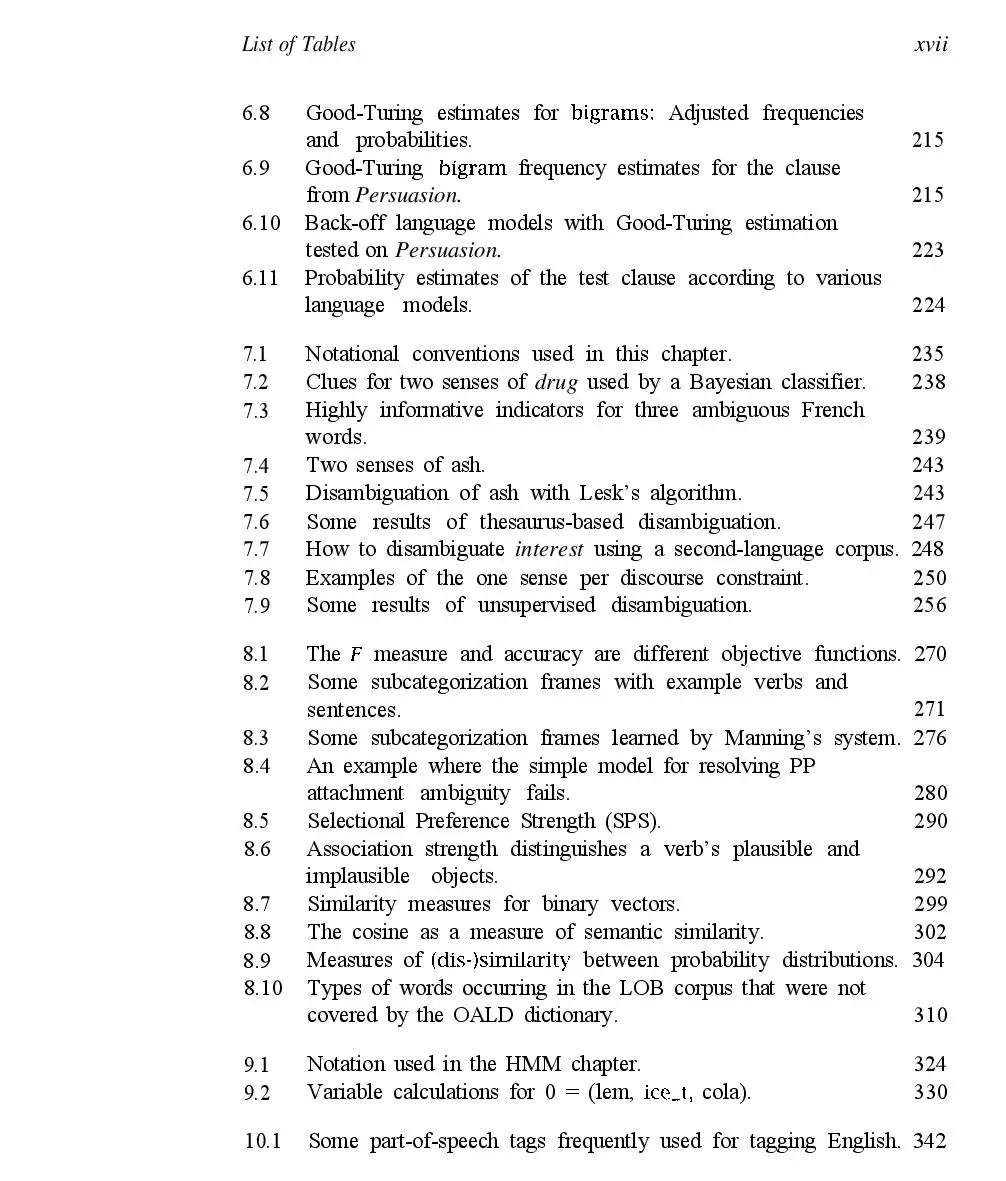 List of Tables xvii
6.8 Good-Turing estimates for bigrams: Adjusted frequencies
and probabilities. 215
6.9 Good-Turing bigram frequency estimates for the clause
from Persuasion. 215
6.10 Back-off language models with Good-Turing estimation
tested on Persuasion. 223
6.11 Probability estimates of the test clause according to various
language models. 224
7.1 Notational conventions used in this chapter. 235
7.2 Clues for two senses of drug used by a Bayesian classifier. 238
7.3 Highly informative indicators for three ambiguous French
words. 239
7.4 Two senses of ash. 243
7.5 Disambiguation of ash with Lesk's algorithm. 243
7.6 Some results of thesaurus-based disambiguation. 247
7.7 How to disambiguate interest using a second-language corpus. 248
7.8 Examples of the one sense per discourse constraint. 250
7.9 Some results of unsupervised disambiguation. 256
8.1 The F measure and accuracy are different objective functions. 270
8.2 Some subcategorization frames with example verbs and
sentences. 271
8.3 Some subcategorization frames learned by Manning's system. 276
8.4 An example where the simple model for resolving PP
attachment ambiguity fails. 280
8.5 Selectional Preference Strength (SPS). 290
8.6 Association strength distinguishes a verb's plausible and
implausible objects. 292
8.7 Similarity measures for binary vectors. 299
8.8 The cosine as a measure of semantic similarity. 302
8.9 Measures of (dis-)similarity between probability distributions. 304
8.10 Types of words occurring in the LOB corpus that were not
covered by the OALD dictionary. 310
9.1 Notation used in the HMM chapter. 324
9.2 Variable calculations for 0 = (lem, ice_t, cola). 330
10.1 Some part-of-speech tags frequently used for tagging English. 342